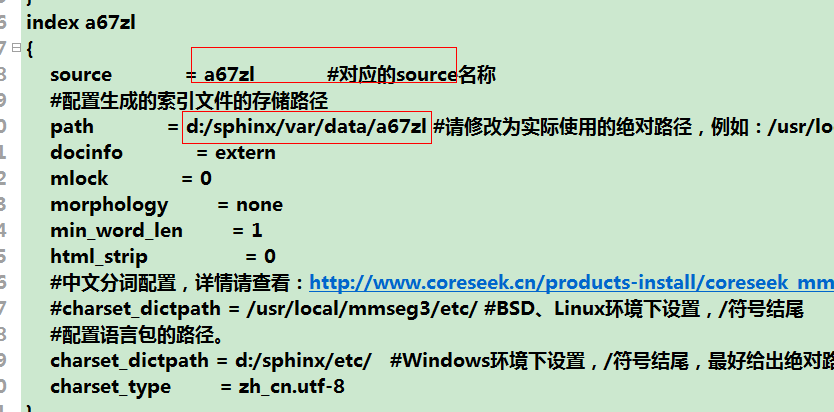 index a67zl
{
source = a67zl #对应的source名称
#配置生成的索引文件的存储路径
path = d:/sphinx/var/data/a67zl #请修改为实际使用的绝对路径，例如：/usr/lo
docinfo = extern
mlock = 0
morphology = none
min_word_len = 1
html_strip = 0
#中文分词配置，详情请查看：http://www.coreseek.cn/products-install/coreseek_mm
#charset_dictpath = /usr/local/mmseg3/etc/ #BSD、Linux环境下设置，/符号结尾
#配置语言包的路径。
charset_dictpath = d:/sphinx/etc/ #Windows环境下设置，/符号结尾，最好给出绝对路
charset_type = zh_cn.utf-8